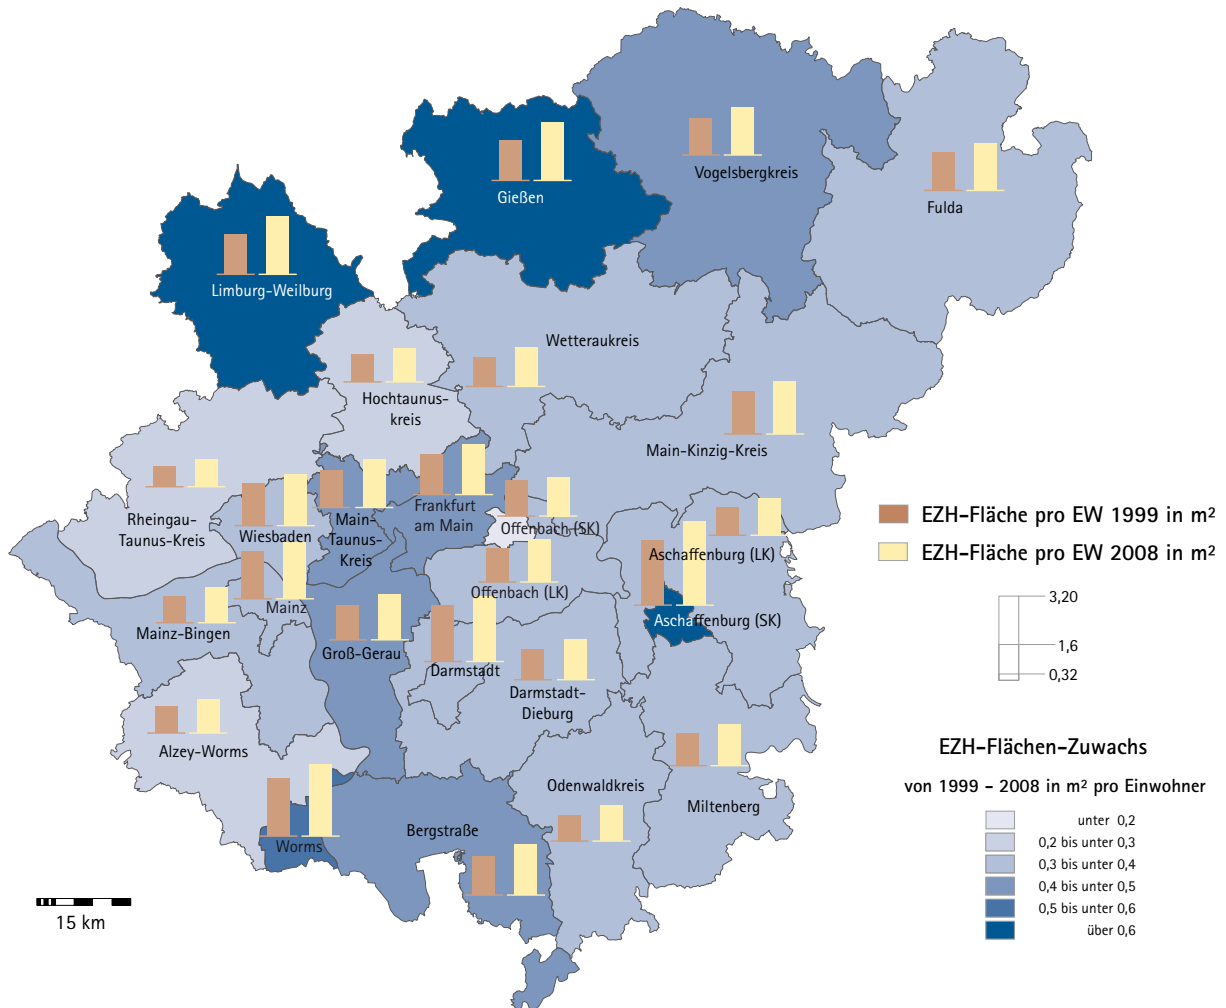 Vogelsbergkreis
Gießen
Fulda
Limburg-Weilburg
Wetteraukreis
Hochtaunus-
kreis
Main-Kinzig-Kreis
Rheingau-
Taunus-Kreis
Wiesbaden
Main-
Taunus-
Kreis
Frankfurt
am Main
Offenbach (SK)
Aschaffenburg (LK)
Offenbach (LK)
Mainz
Mainz-Bingen
Aschaffenburg (SK)
Groß-Gerau
Darmstadt
Darmstadt-
Dieburg
Alzey-Worms
Odenwaldkreis
Miltenberg
Bergstraße
Worms
EZH-Fläche pro EW 1999 in m²
EZH-Fläche pro EW 2008 in m²
3,20
1,6
0,32
EZH-Flächen-Zuwachs
von 1999 - 2008 in m² pro Einwohner
unter 0,2
0,2 bis unter 0,3
0,3 bis unter 0,4
0,4 bis unter 0,5
0,5 bis unter 0,6
über 0,6
15 km